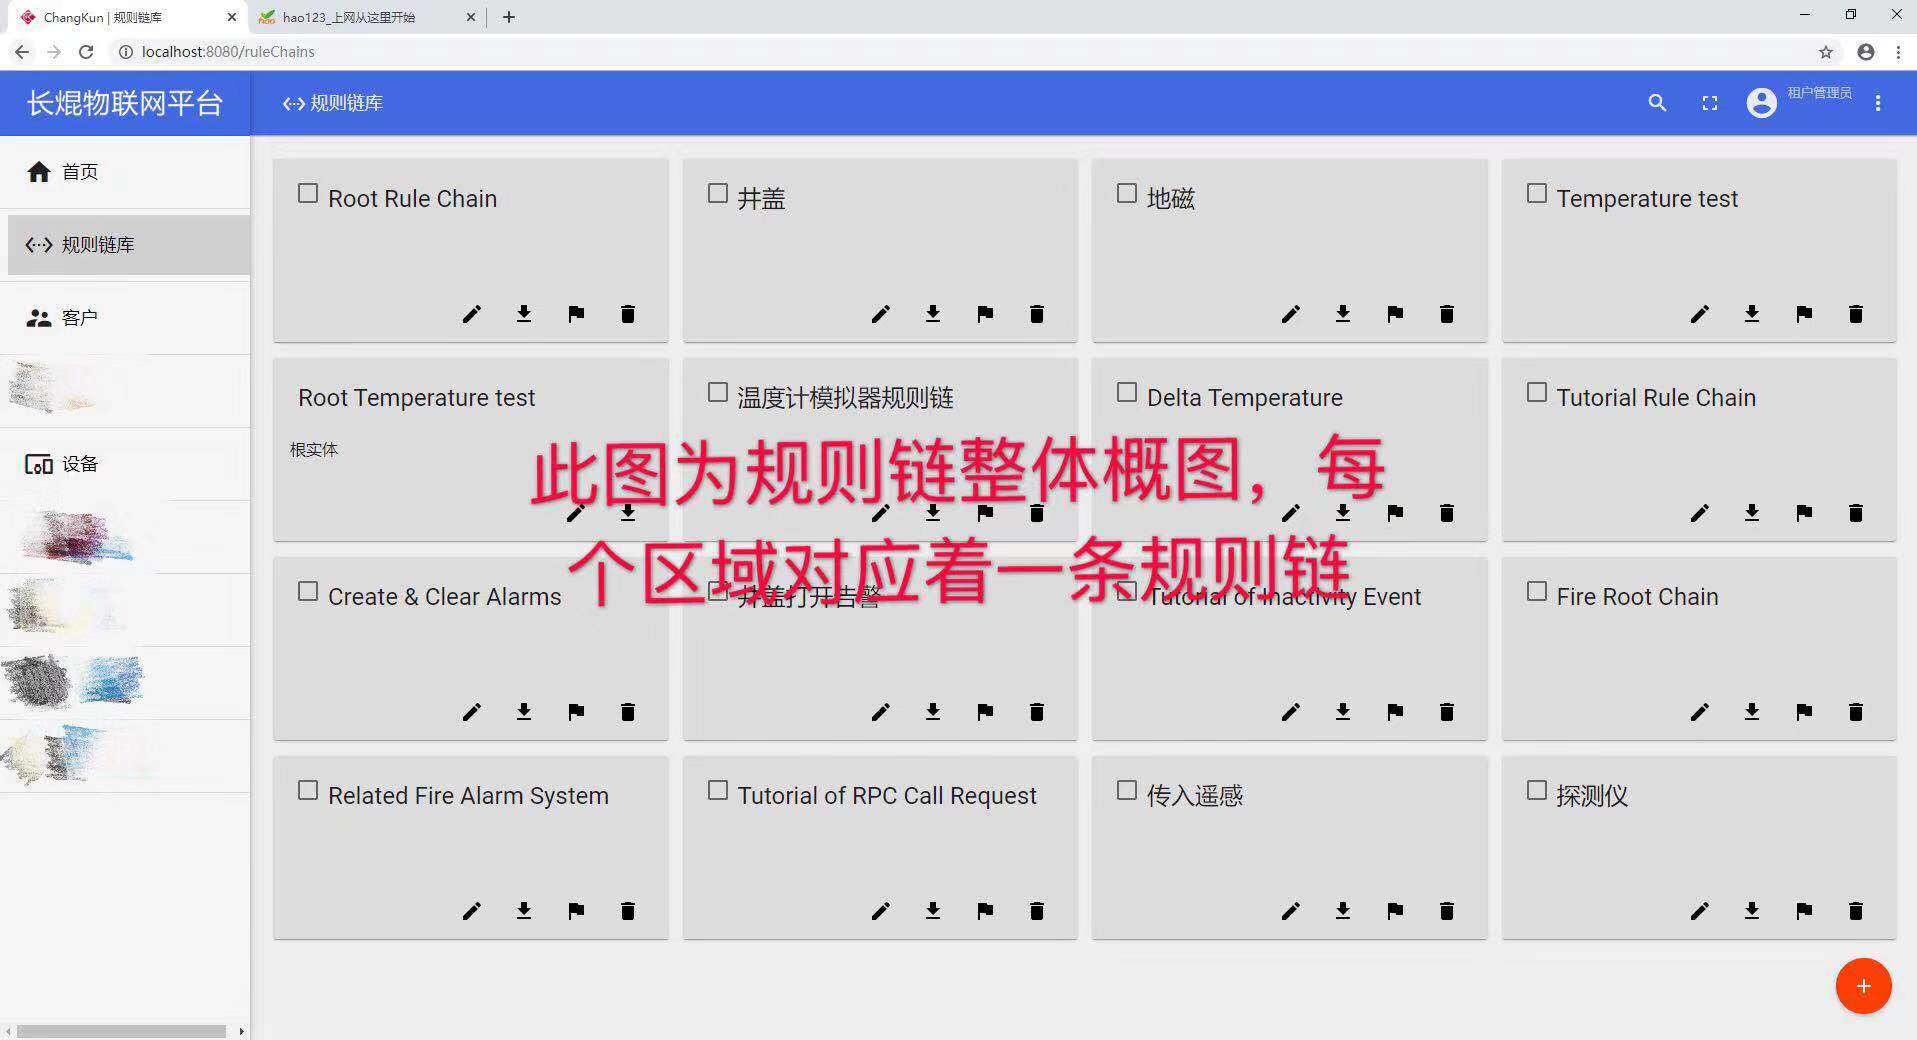 ChangKun | 规则链库
hao123_上网从这里开始
localhost:8080/ruleChains
长焜物联网平台
规则链库
租户管理员
首页
规则链库
客户
设备
Root Rule Chain
井盖
地磁
Temperature test
Root Temperature test
根实体
温度计模拟器规则链
Delta Temperature
Tutorial Rule Chain
此图为规则链整体概图，每
个区域对应着一条规则链
Create & Clear Alarms
井盖打开告警
Tutorial of Inactivity Event
Fire Root Chain
Related Fire Alarm System
Tutorial of RPC Call Request
传入遥感
探测仪